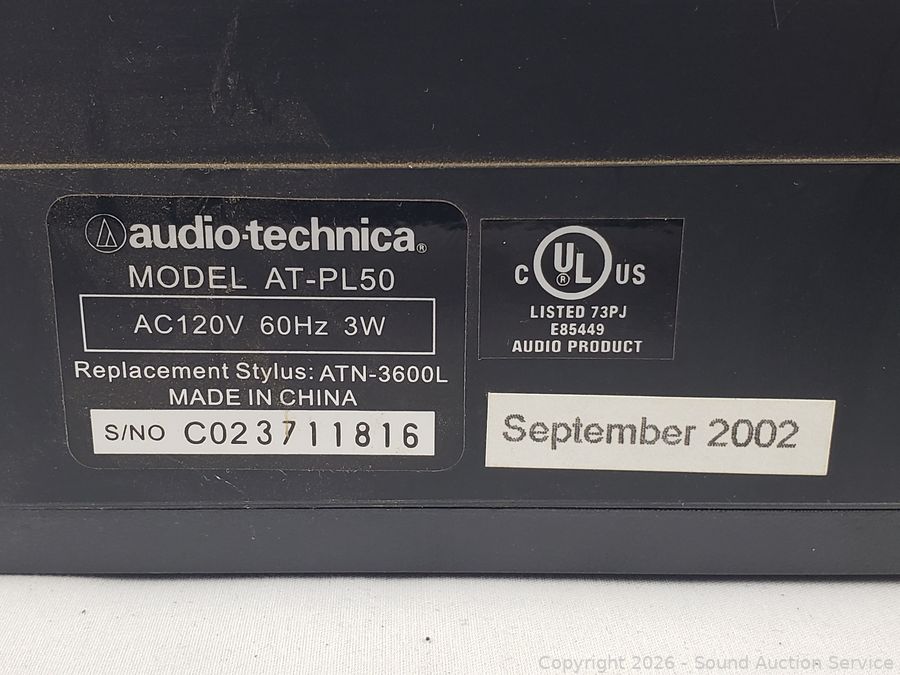 audio-technica®
MODEL AT-PL50
AC120V 60Hz 3W
Replacement Stylus: ATN-3600L
MADE IN CHINA
S/NO C023711816
C UL® US
LISTED 73PJ
E85449
AUDIO PRODUCT
September 2002
Copyright 2026 - Sound Auction Service